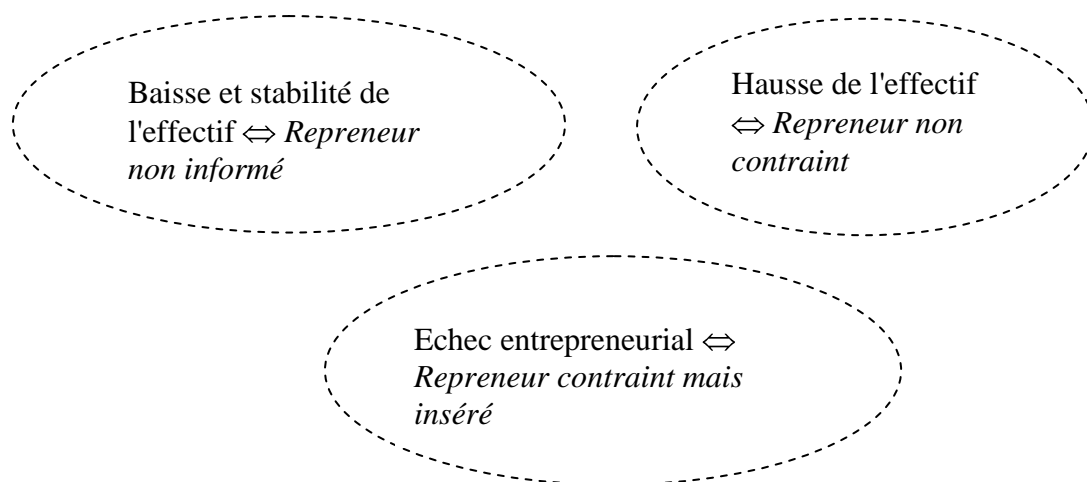 Baisse et stabilité de
l'effectif ⇔ Repreneur
non informé
Hausse de l'effectif
⇔ Repreneur non
contraint
Echec entrepreneurial ⇔
Repreneur contraint mais
inséré